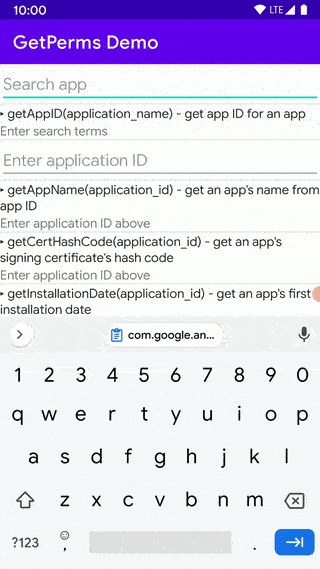 10:00 LTE
GetPerms Demo
Search app
‣ getAppID(application_name) - get app ID for an app
Enter search terms
Enter application ID
‣ getAppName(application_id) - get an app's name from
app ID
Enter application ID above
‣ getCertHashCode(application_id) - get an app's
signing certificate's hash code
Enter application ID above
‣ getInstallationDate(application_id) - get an app's first
installation date
com.google.an...
1 2 3 4 5 6 7 8 9 0
q w e r t y u i o p
a s d f g h j k l
z x c v b n m
?123 , .